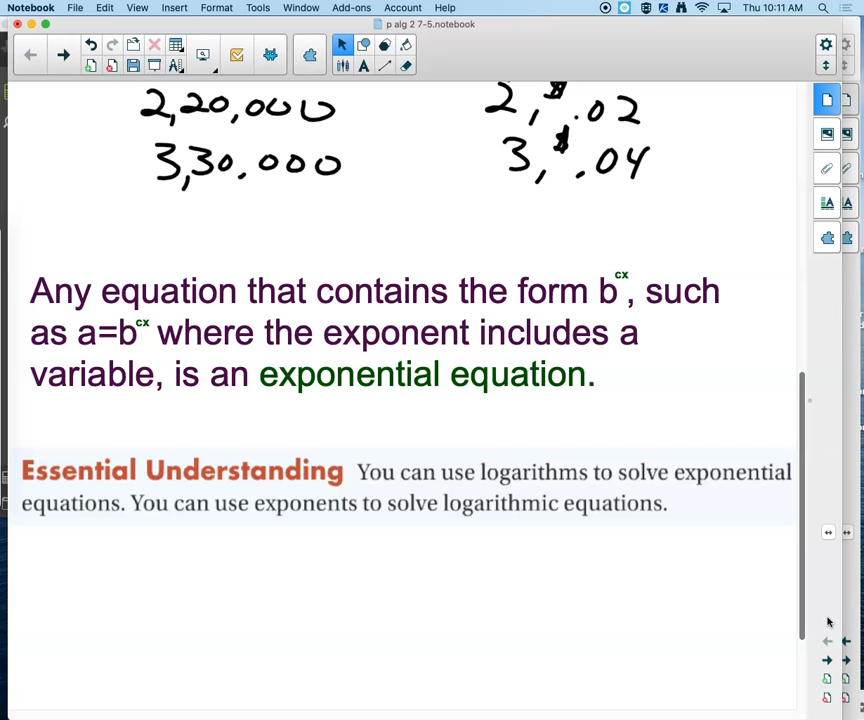 Notebook File Edit View Insert Format Tools Window Add-ons Account Help Thu 10:11 AM
p alg 2 7-5.notebook
2,20,000 2,$.02
3,30,000 3,$.04
Any equation that contains the form b^cx, such
as a=b^cx where the exponent includes a
variable, is an exponential equation.
Essential Understanding You can use logarithms to solve exponential
equations. You can use exponents to solve logarithmic equations.